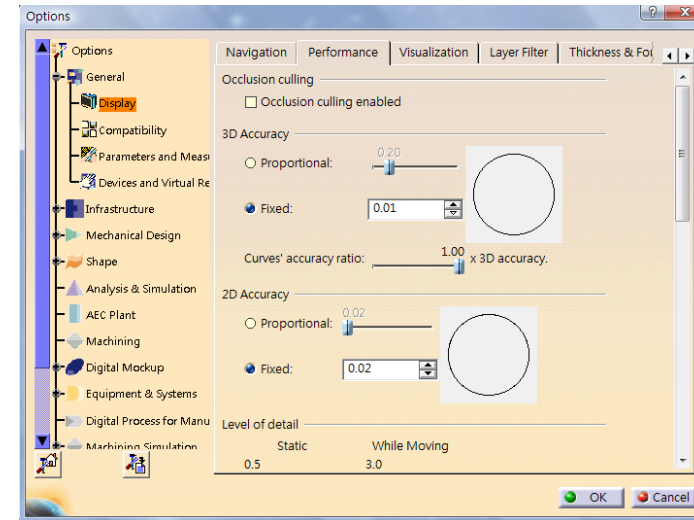 Options
Options
General
Display
Compatibility
Parameters and Measu
Devices and Virtual Re
Infrastructure
Mechanical Design
Shape
Analysis & Simulation
AEC Plant
Machining
Digital Mockup
Equipment & Systems
Digital Process for Manu
Machining Simulation
Navigation Performance Visualization Layer Filter Thickness & Fo
Occlusion culling
Occlusion culling enabled
3D Accuracy
0.20
Proportional:
Fixed: 0.01
Curves' accuracy ratio: 1.00 x 3D accuracy.
2D Accuracy
0.02
Proportional:
Fixed: 0.02
Level of detail
Static While Moving
0.5 3.0
OK Cancel